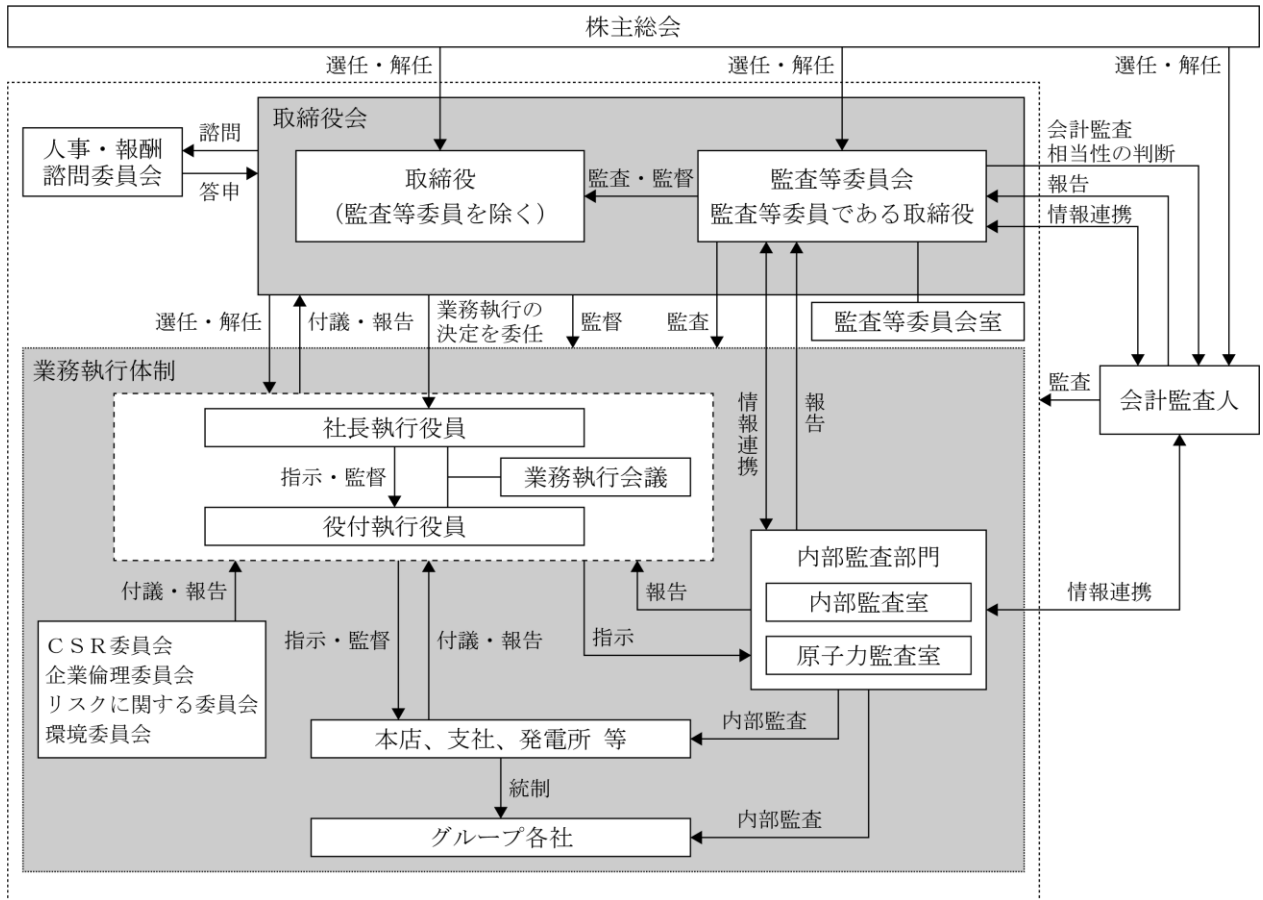 株主総会
選任・解任
選任・解任
選任・解任
取締役会
人事・報酬
諮問委員会
諮問
答申
取締役
（監査等委員を除く）
監査・監督
監査等委員会
監査等委員である取締役
会計監査
相当性の判断
報告
情報連携
選任・解任
付議・報告
業務執行の
決定を委任
監督
監査
監査等委員会室
業務執行体制
社長執行役員
指示・監督
業務執行会議
役付執行役員
情報連携
報告
監査
会計監査人
内部監査部門
内部監査室
原子力監査室
情報連携
付議・報告
報告
ＣＳＲ委員会
企業倫理委員会
リスクに関する委員会
環境委員会
指示・監督
付議・報告
指示
本店、支社、発電所 等
内部監査
統制
グループ各社
内部監査